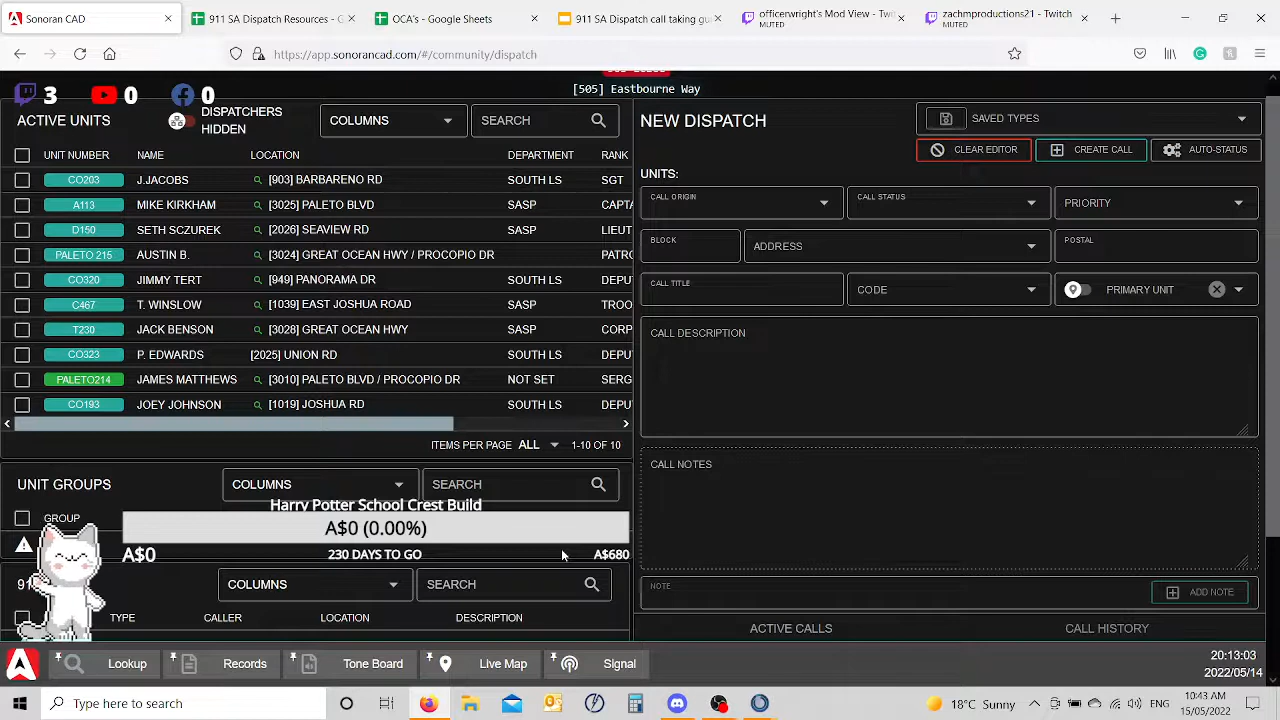 Sonoran CAD
911 SA Dispatch Resources - C
OCA's - Google Sheets
911 SA Dispatch call taking gu
officerwright's Mod View - Tw
MUTED
zachmproductions21 - Twitch
MUTED
https://app.sonorancad.com/#/community/dispatch
[505] Eastbourne Way
3
0
0
ACTIVE UNITS
DISPATCHERS
HIDDEN
COLUMNS
SEARCH
UNIT NUMBER NAME LOCATION DEPARTMENT RANK
CO203 J.JACOBS [903] BARBARENO RD SOUTH LS SGT
A113 MIKE KIRKHAM [3025] PALETO BLVD SASP CAPTA
D150 SETH SCZUREK [2026] SEAVIEW RD SASP LIEUT
PALETO 215 AUSTIN B. [3024] GREAT OCEAN HWY / PROCOPIO DR PATRO
CO320 JIMMY TERT [949] PANORAMA DR SOUTH LS DEPUT
C467 T. WINSLOW [1039] EAST JOSHUA ROAD SASP TROO
T230 JACK BENSON [3028] GREAT OCEAN HWY SASP CORP
CO323 P. EDWARDS [2025] UNION RD SOUTH LS DEPU
PALETO214 JAMES MATTHEWS [3010] PALETO BLVD / PROCOPIO DR NOT SET SERG
CO193 JOEY JOHNSON [1019] JOSHUA RD SOUTH LS DEPU
ITEMS PER PAGE ALL 1-10 OF 10
UNIT GROUPS
COLUMNS
SEARCH
Harry Potter School Crest Build
GROUP
A$0 (0.00%)
A$0 230 DAYS TO GO A$680
91
COLUMNS
SEARCH
TYPE CALLER LOCATION DESCRIPTION
NEW DISPATCH
SAVED TYPES
CLEAR EDITOR
CREATE CALL
AUTO-STATUS
UNITS:
CALL ORIGIN
CALL STATUS
PRIORITY
BLOCK
ADDRESS
POSTAL
CALL TITLE
CODE
PRIMARY UNIT
CALL DESCRIPTION
CALL NOTES
NOTE
ADD NOTE
ACTIVE CALLS
CALL HISTORY
Lookup
Records
Tone Board
Live Map
Signal
20:13:03
2022/05/14
Type here to search
18°C Sunny
ENG
10:43 AM
15/05/2022